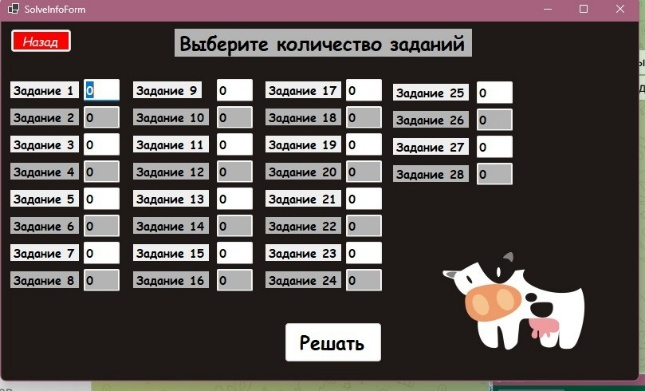 SolveInfoForm
Назад
Выберите количество заданий
Задание 1 0 Задание 9 0 Задание 17 0 Задание 25 0
Задание 2 0 Задание 10 0 Задание 18 0 Задание 26 0
Задание 3 0 Задание 11 0 Задание 19 0 Задание 27 0
Задание 4 0 Задание 12 0 Задание 20 0 Задание 28 0
Задание 5 0 Задание 13 0 Задание 21 0
Задание 6 0 Задание 14 0 Задание 22 0
Задание 7 0 Задание 15 0 Задание 23 0
Задание 8 0 Задание 16 0 Задание 24 0
Решать